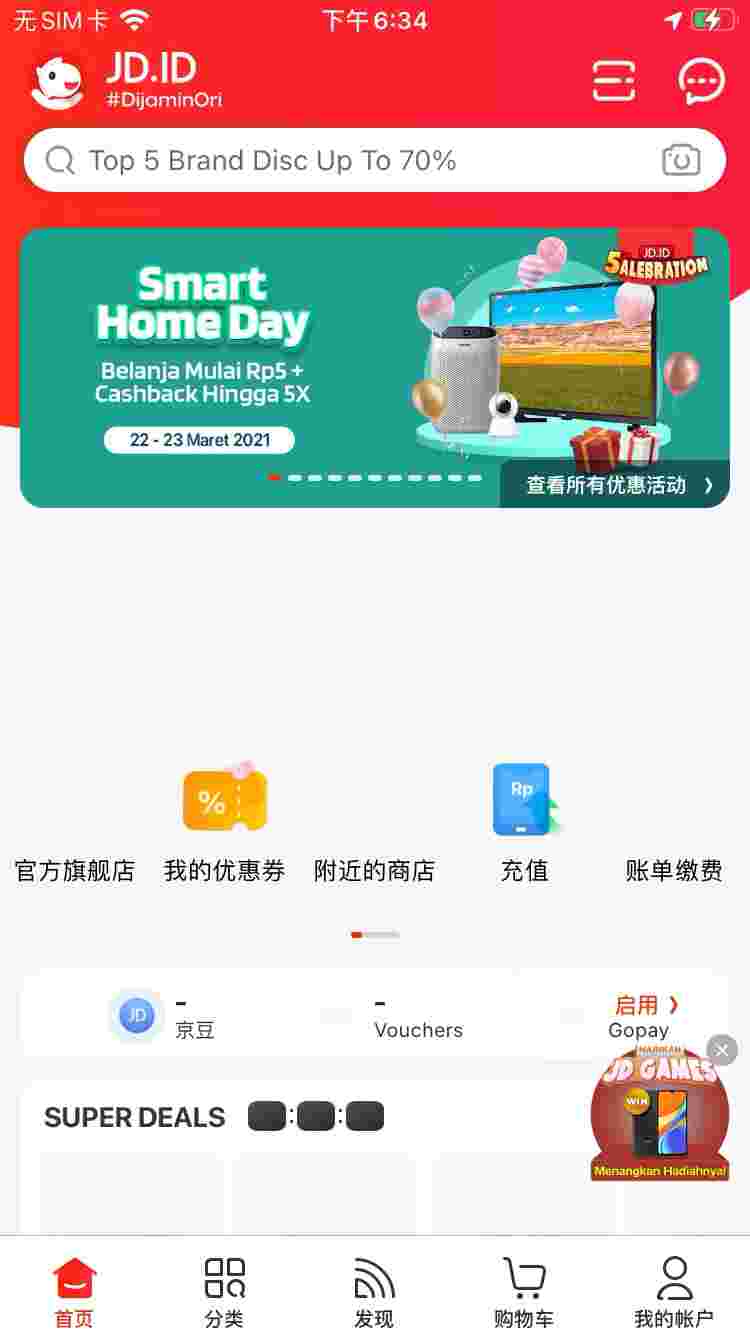 无SIM卡
下午6:34
JD.ID
#DijaminOri
Top 5 Brand Disc Up To 70%
JD.ID
5ALEBRATION
Smart
Home Day
Belanja Mulai Rp5 +
Cashback Hingga 5X
22 - 23 Maret 2021
查看所有优惠活动 》
%
Rp
官方旗舰店
我的优惠券
附近的商店
充值
账单缴费
JD
-
京豆
-
Vouchers
启用 》
Gopay
MAINKAN
JD GAMES
WIN
Menangkan Hadiahnya!
SUPER DEALS
: :
首页
分类
发现
购物车
我的帐户